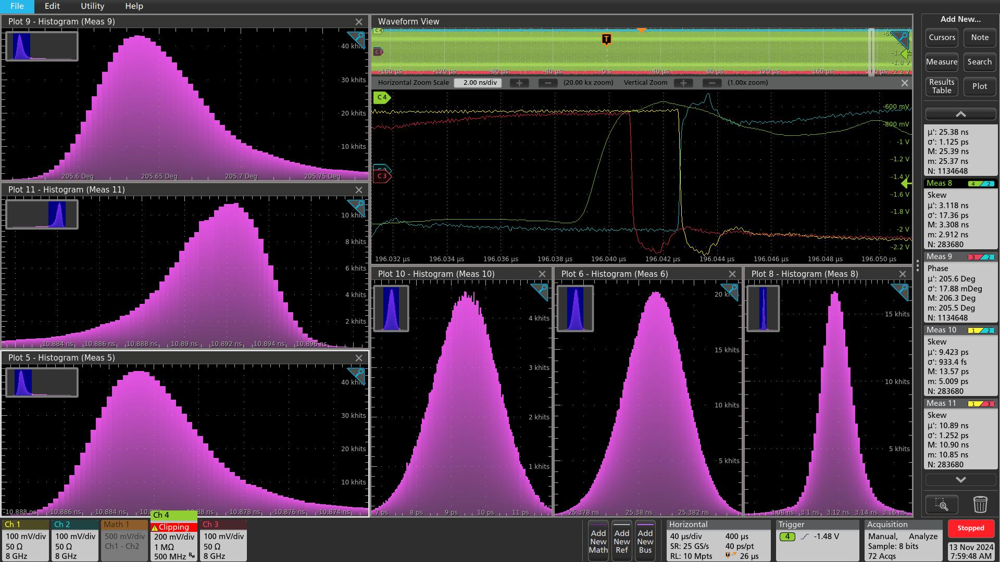 File Edit Utility Help
Plot 9 - Histogram (Meas 9)
40 khits
30 khits
20 khits
10 khits
205.6 Deg 205.65 Deg 205.7 Deg 205.75 Deg
Plot 11 - Histogram (Meas 11)
10 khits
8 khits
6 khits
4 khits
2 khits
10.884 ns 10.886 ns 10.888 ns 10.89 ns 10.892 ns 10.894 ns 10.896 ns
Plot 5 - Histogram (Meas 5)
40 khits
30 khits
20 khits
10 khits
-10.888 ns -10.886 ns -10.884 ns -10.878 ns -10.876 ns -10.874 ns
Waveform View
C 4
T
C 3
-1.8 V
-2.2 V
-160 µs -120 µs -80 µs -40 µs 0 s 40 µs 80 µs 120 µs 160 µs 200 µs
Horizontal Zoom Scale 2.00 ns/div + − (20.00 kx zoom) Vertical Zoom + − (1.00x zoom)
C 4
-600 mV
-800 mV
-1 V
-1.2 V
C 3
-1.4 V
-1.6 V
-1.8 V
-2 V
-2.2 V
196.032 µs 196.034 µs 196.036 µs 196.038 µs 196.040 µs 196.042 µs 196.044 µs 196.046 µs 196.048 µs 196.050 µs
Plot 10 - Histogram (Meas 10)
4 khits
3 khits
2 khits
1 khits
7 ps 8 ps 9 ps 10 ps 11 ps
Plot 6 - Histogram (Meas 6)
20 khits
15 khits
10 khits
5 khits
25.378 ns 25.38 ns 25.382 ns
Plot 8 - Histogram (Meas 8)
15 khits
10 khits
5 khits
3.08 ns 3.1 ns 3.12 ns 3.14 ns 3.16 ns
Add New...
Cursors Note
Measure Search
Results Table Plot
µ': 25.38 ns
σ': 1.125 ps
M: 25.39 ns
m: 25.37 ns
N: 1134648
Meas 8 4 2
Skew
µ': 3.118 ns
σ': 17.36 ps
M: 3.308 ns
m: 2.912 ns
N: 283680
Meas 9 3 2
Phase
µ': 205.6 Deg
σ': 17.88 mDeg
M: 206.3 Deg
m: 205.5 Deg
N: 1134648
Meas 10 1 2
Skew
µ': 9.423 ps
σ': 933.4 fs
M: 13.57 ps
m: 5.009 ps
N: 283680
Meas 11 1 3
Skew
µ': 10.89 ns
σ': 1.252 ps
M: 10.90 ns
m: 10.85 ns
N: 283680
Ch 1
100 mV/div
50 Ω
8 GHz
Ch 2
100 mV/div
50 Ω
8 GHz
Math 1
500 mV/div
Ch1 - Ch2
Ch 4
Clipping
200 mV/div
1 MΩ
500 MHz Bw
Ch 3
100 mV/div
50 Ω
8 GHz
Add New Math
Add New Ref
Add New Bus
Horizontal
40 µs/div 400 µs
SR: 25 GS/s 40 ps/pt
RL: 10 Mpts 26 µs
Trigger
4 -1.48 V
Acquisition
Manual, Analyze
Sample: 8 bits
72 Acqs
Stopped
13 Nov 2024
7:59:48 AM